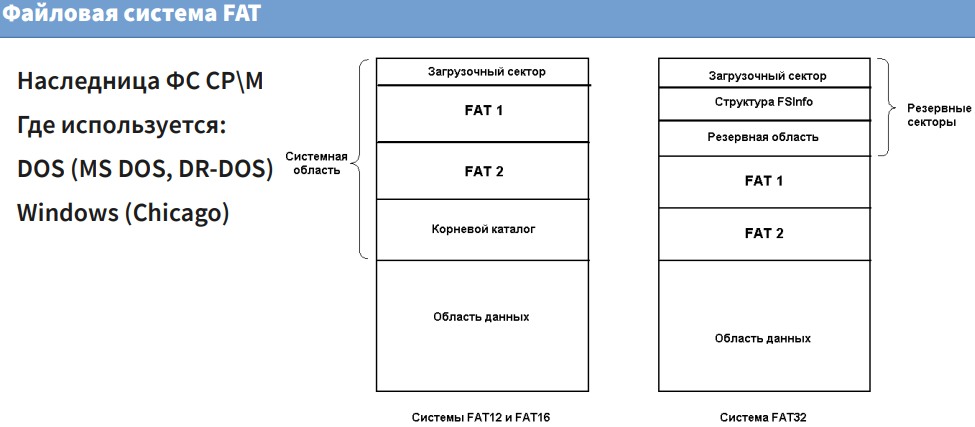 Файловая система FAT
Наследница ФС CP\M
Где используется:
DOS (MS DOS, DR-DOS)
Windows (Chicago)
Системная
область
Загрузочный сектор
FAT 1
FAT 2
Корневой каталог
Область данных
Системы FAT12 и FAT16
Загрузочный сектор
Структура FSInfo
Резервная область
FAT 1
FAT 2
Область данных
Система FAT32
Резервные
секторы